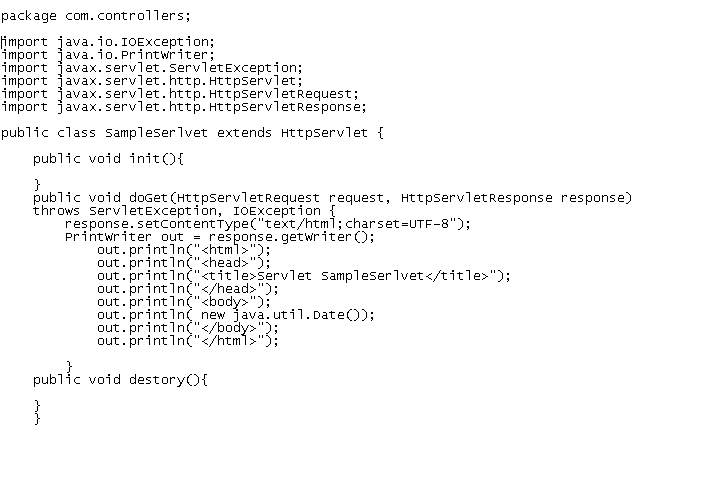 package com.controllers;
import java.io.IOException;
import java.io.PrintWriter;
import javax.servlet.ServletException;
import javax.servlet.http.HttpServlet;
import javax.servlet.http.HttpServletRequest;
import javax.servlet.http.HttpServletResponse;
public class SampleSerlvet extends HttpServlet {
public void init(){
}
public void doGet(HttpServletRequest request, HttpServletResponse response)
throws ServletException, IOException {
response.setContentType("text/html;charset=UTF-8");
PrintWriter out = response.getWriter();
out.println("<html>");
out.println("<head>");
out.println("<title>Servlet SampleSerlvet</title>");
out.println("</head>");
out.println("<body>");
out.println( new java.util.Date());
out.println("</body>");
out.println("</html>");
}
public void destory(){
}
}